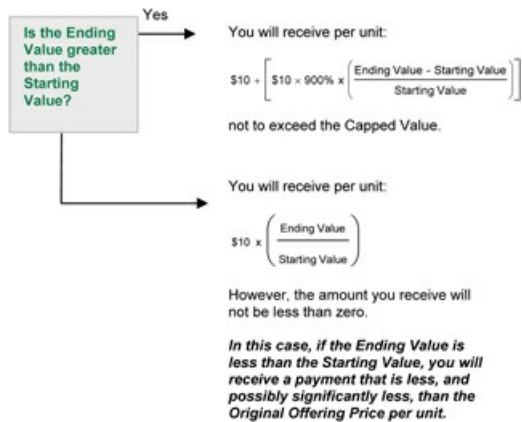 Is the Ending
Value greater
than the
Starting
Value?
Yes
You will receive per unit:
$10 + [ $10 × 900% x ( Ending Value - Starting Value
Starting Value ) ]
not to exceed the Capped Value.
You will receive per unit:
$10 x ( Ending Value
Starting Value )
However, the amount you receive will
not be less than zero.
In this case, if the Ending Value is
less than the Starting Value, you will
receive a payment that is less, and
possibly significantly less, than the
Original Offering Price per unit.